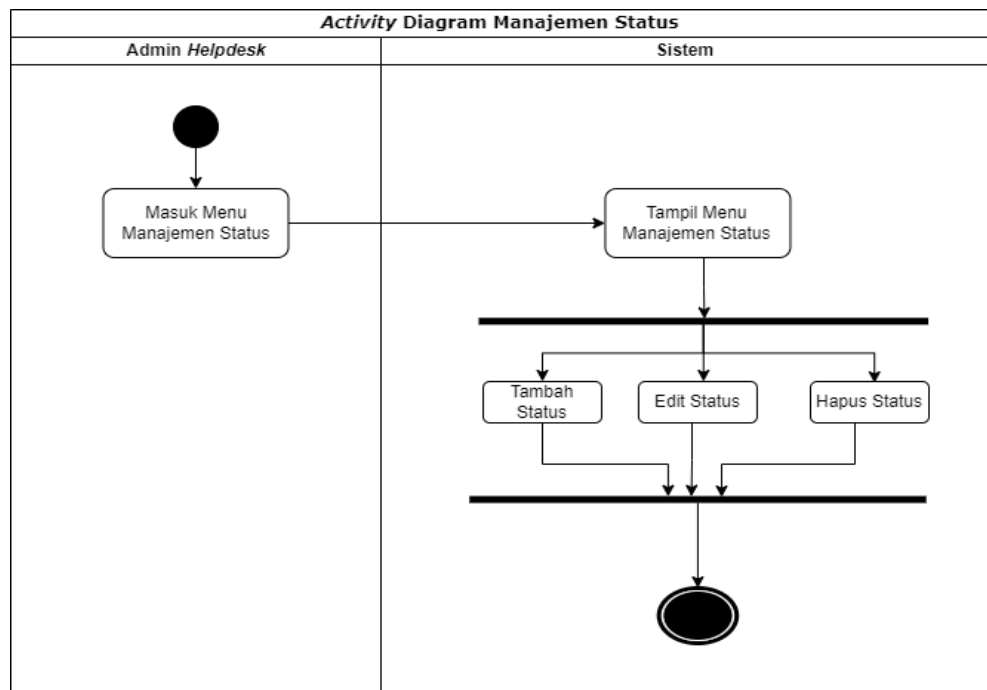 Activity Diagram Manajemen Status
Admin Helpdesk
Sistem
Masuk Menu
Manajemen Status
Tampil Menu
Manajemen Status
Tambah
Status
Edit Status
Hapus Status